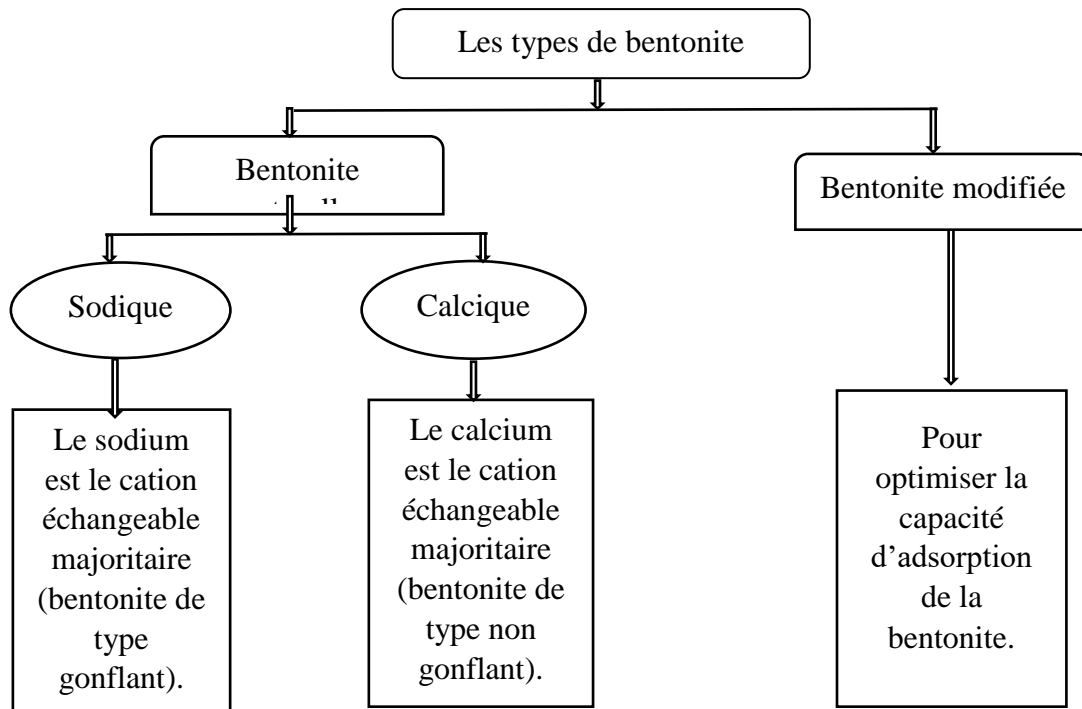 Les types de bentonite
Bentonite
Bentonite modifiée
Sodique
Calcique
Le sodium
est le cation
échangeable
majoritaire
(bentonite de
type
gonflant).
Le calcium
est le cation
échangeable
majoritaire
(bentonite de
type non
gonflant).
Pour
optimiser la
capacité
d’adsorption
de la
bentonite.